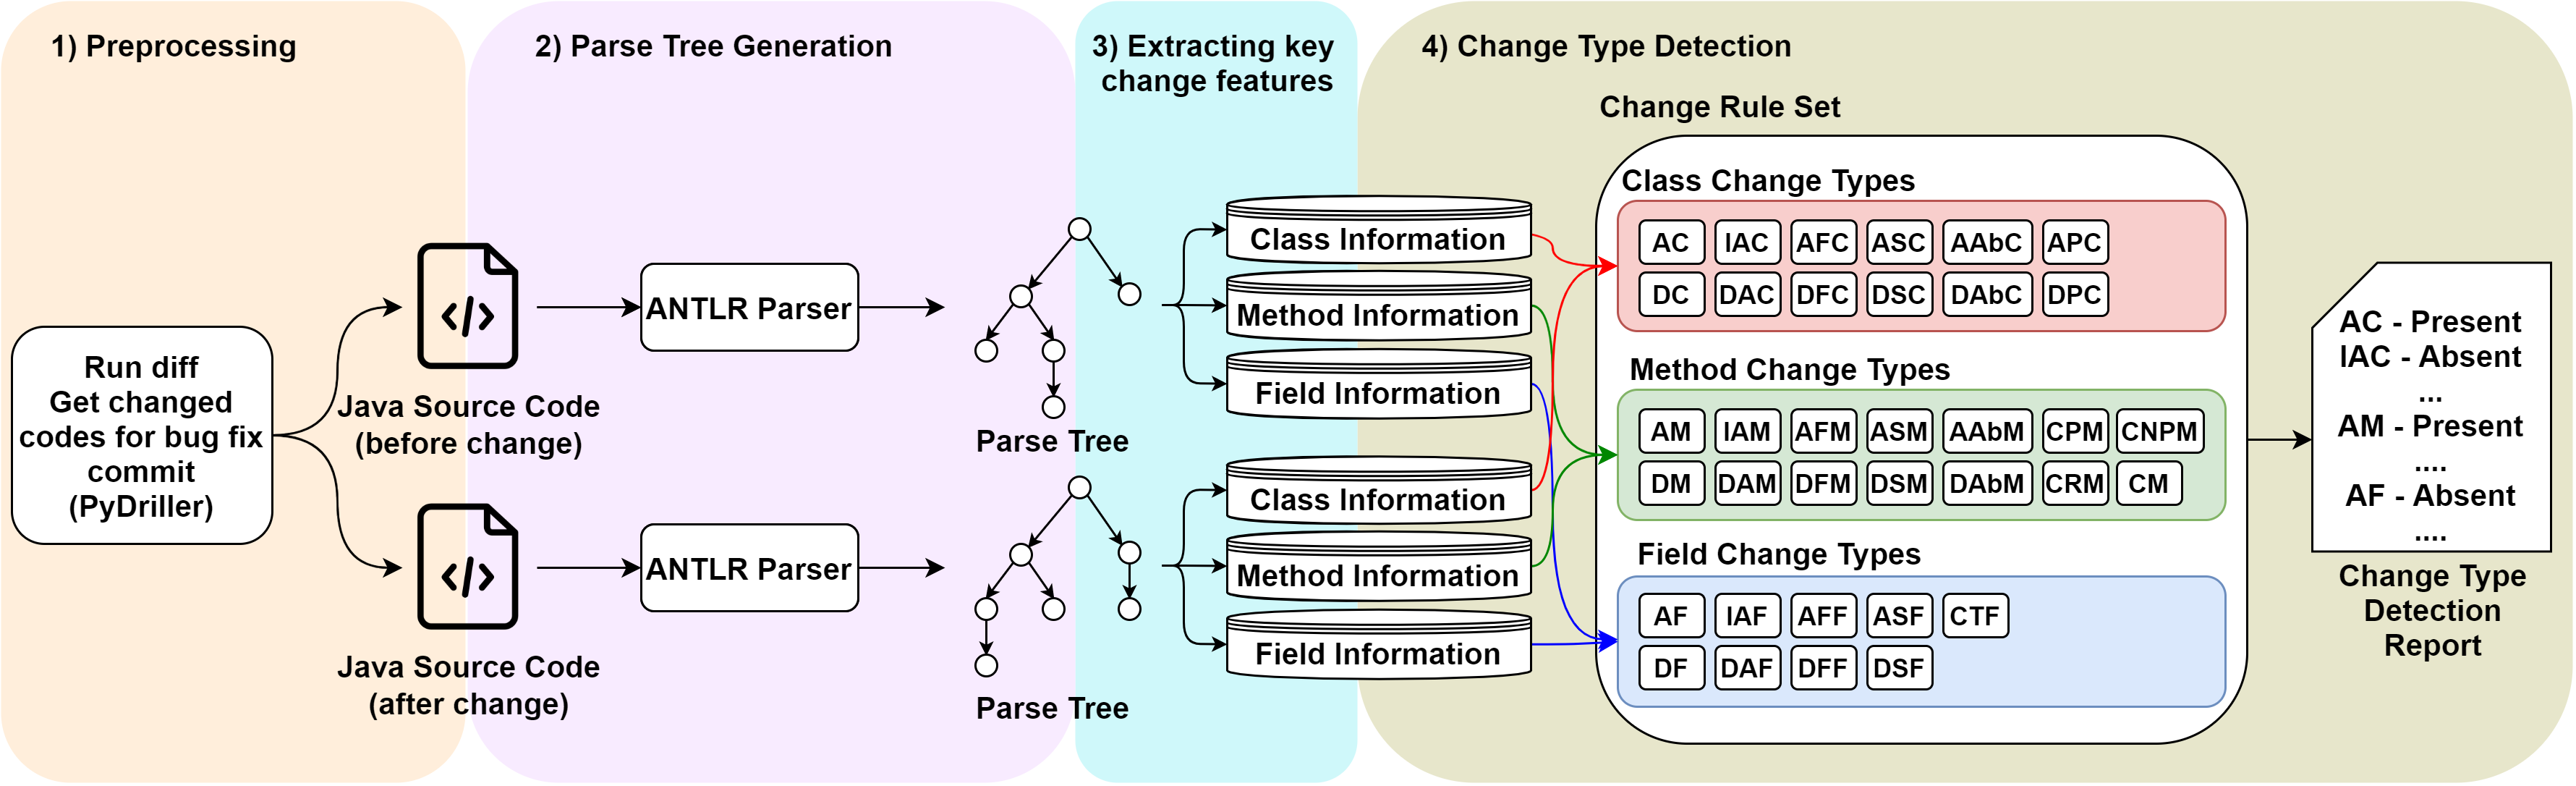 1) Preprocessing
2) Parse Tree Generation
3) Extracting key
change features
4) Change Type Detection
Run diff
Get changed
codes for bug fix
commit
(PyDriller)
Java Source Code
(before change)
Java Source Code
(after change)
ANTLR Parser
ANTLR Parser
Parse Tree
Parse Tree
Class Information
Method Information
Field Information
Class Information
Method Information
Field Information
Change Rule Set
Class Change Types
AC IAC AFC ASC AAbC APC
DC DAC DFC DSC DAbC DPC
Method Change Types
AM IAM AFM ASM AAbM CPM CNPM
DM DAM DFM DSM DAbM CRM CM
Field Change Types
AF IAF AFF ASF CTF
DF DAF DFF DSF
AC - Present
IAC - Absent
...
AM - Present
....
AF - Absent
....
Change Type
Detection
Report